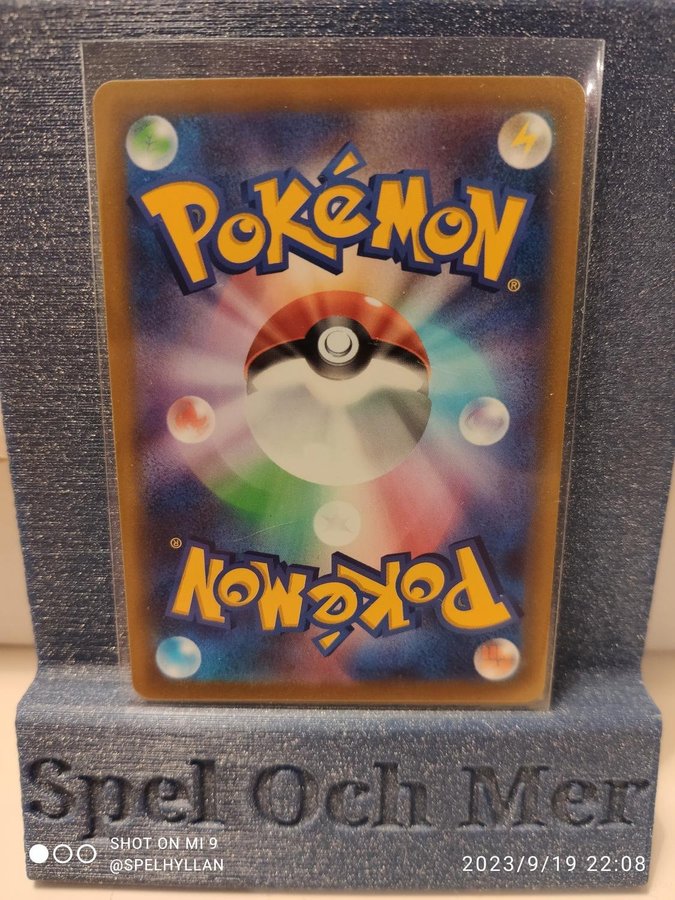 POKéMON
®
®
POKéMON
Spel Och Mer
SHOT ON MI 9
@SPELHYLLAN
2023/9/19 22:08